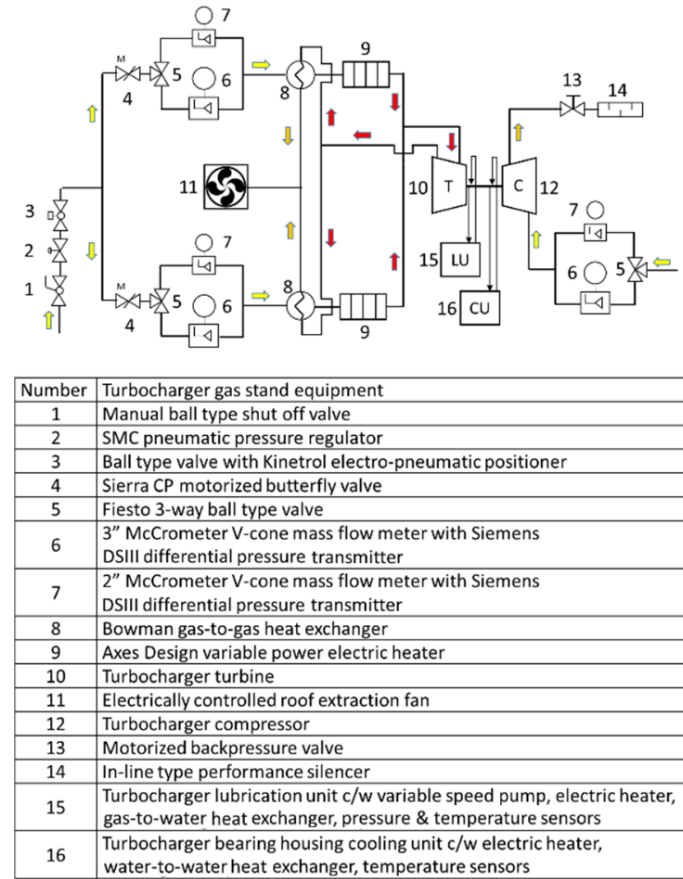 7
9
M
5
6
4
8
13
14
3
2
1
11
10
T
C
12
7
15
LU
16
CU
7
6
5
M
4
5
6
8
9
Number Turbocharger gas stand equipment
1 Manual ball type shut off valve
2 SMC pneumatic pressure regulator
3 Ball type valve with Kinetrol electro-pneumatic positioner
4 Sierra CP motorized butterfly valve
5 Fiesto 3-way ball type valve
6 3” McCrometer V-cone mass flow meter with Siemens
DSIII differential pressure transmitter
7 2” McCrometer V-cone mass flow meter with Siemens
DSIII differential pressure transmitter
8 Bowman gas-to-gas heat exchanger
9 Axes Design variable power electric heater
10 Turbocharger turbine
11 Electrically controlled roof extraction fan
12 Turbocharger compressor
13 Motorized backpressure valve
14 In-line type performance silencer
15 Turbocharger lubrication unit c/w variable speed pump, electric heater,
gas-to-water heat exchanger, pressure & temperature sensors
16 Turbocharger bearing housing cooling unit c/w electric heater,
water-to-water heat exchanger, temperature sensors